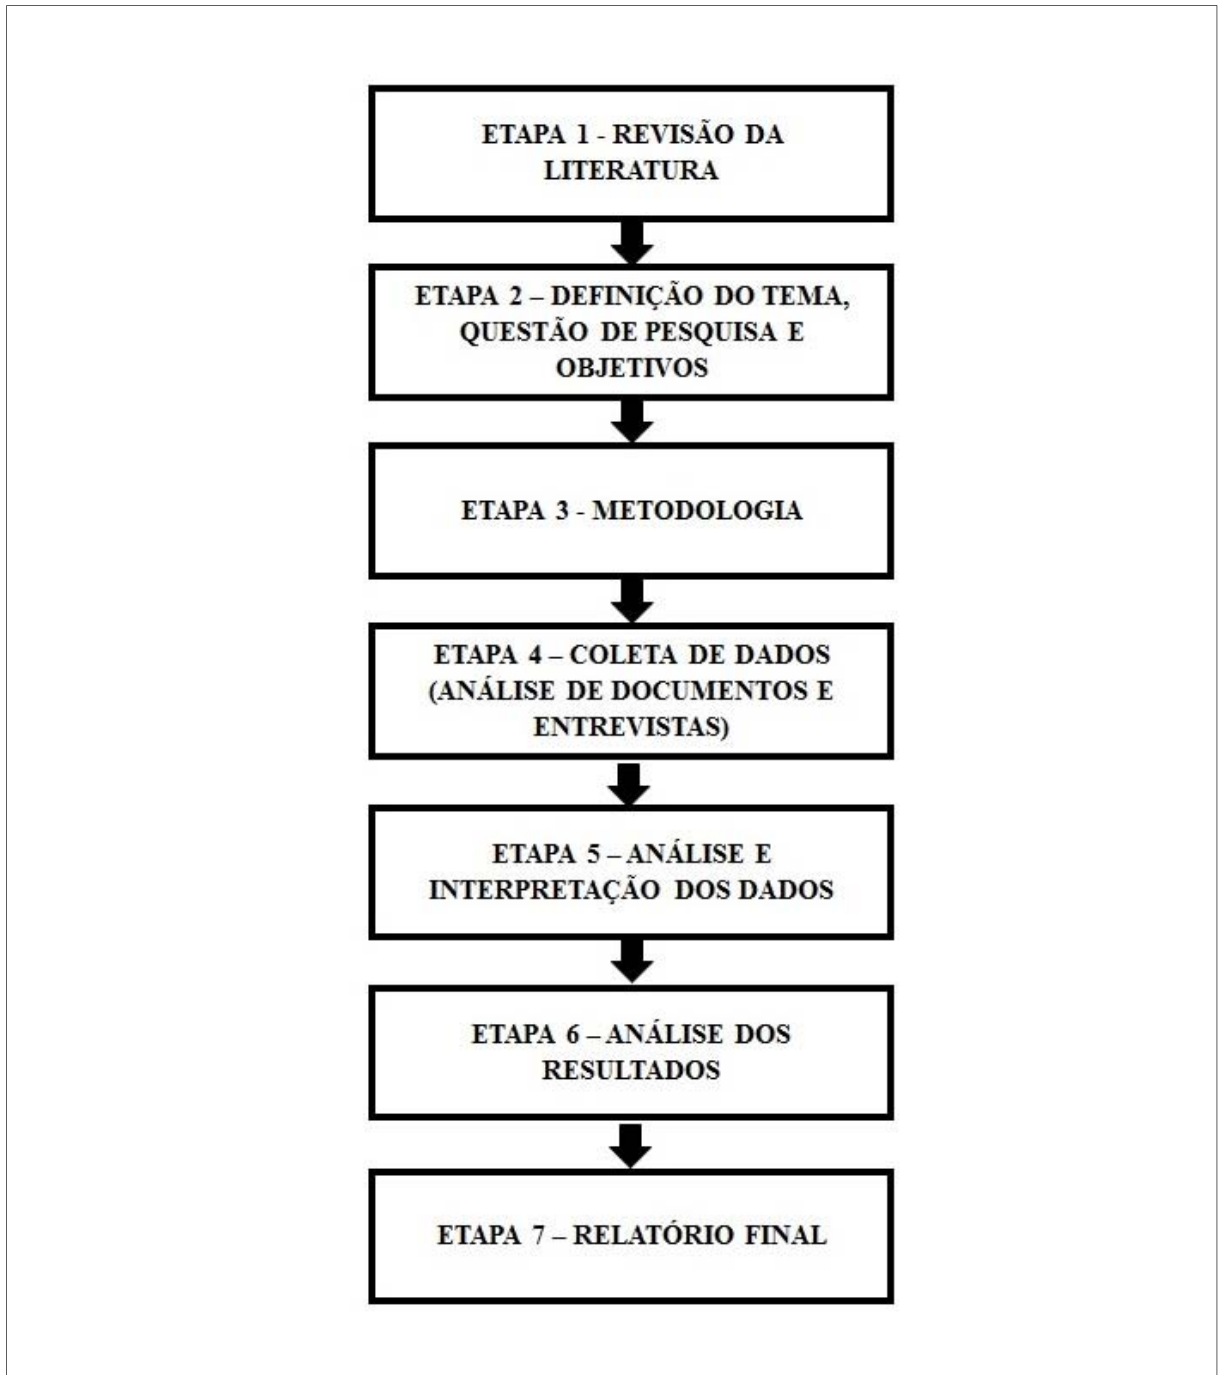 ETAPA 1 - REVISÃO DA
LITERATURA
ETAPA 2 – DEFINIÇÃO DO TEMA,
QUESTÃO DE PESQUISA E
OBJETIVOS
ETAPA 3 - METODOLOGIA
ETAPA 4 – COLETA DE DADOS
(ANÁLISE DE DOCUMENTOS E
ENTREVISTAS)
ETAPA 5 – ANÁLISE E
INTERPRETAÇÃO DOS DADOS
ETAPA 6 – ANÁLISE DOS
RESULTADOS
ETAPA 7 – RELATÓRIO FINAL